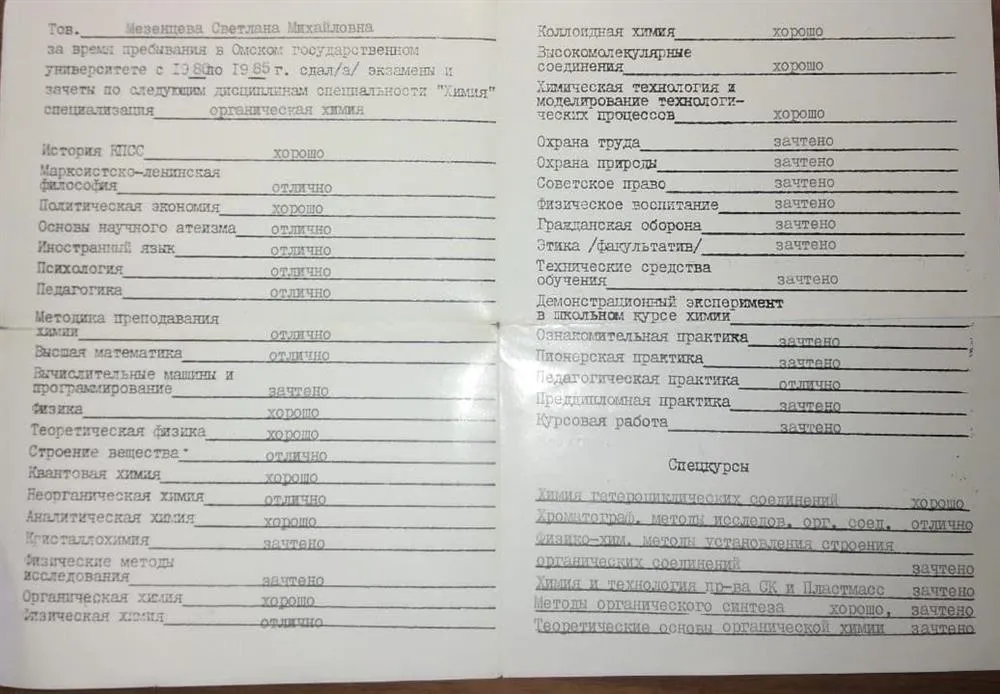 Тов. Мезенцева Светлана Михайловна
за время пребывания в Омском государственном
университете с 1980 по 1985 г. сдал/а/ экзамены и
зачеты по следующим дисциплинам специальности "Химия"
специализация органическая химия
История КПСС хорошо
Марксистско-ленинская
философия отлично
Политическая экономия хорошо
Основы научного атеизма отлично
Иностранный язык отлично
Психология отлично
Педагогика отлично
Методика преподавания
химии отлично
Высшая математика отлично
Вычислительные машины и
программирование зачтено
Физика хорошо
Теоретическая физика хорошо
Строение вещества отлично
Квантовая химия хорошо
Неорганическая химия отлично
Аналитическая химия хорошо
Кристаллохимия зачтено
Физические методы
исследования зачтено
Органическая химия хорошо
Физическая химия отлично
Коллоидная химия хорошо
Высокомолекулярные
соединения хорошо
Химическая технология и
моделирование технологи-
ческих процессов хорошо
Охрана труда зачтено
Охрана природы зачтено
Советское право зачтено
Физическое воспитание зачтено
Гражданская оборона зачтено
Этика /факультатив/ зачтено
Технические средства
обучения зачтено
Демонстрационный эксперимент
в школьном курсе химии
Ознакомительная практика зачтено
Пионерская практика зачтено
Педагогическая практика отлично
Преддипломная практика зачтено
Курсовая работа зачтено
Спецкурсы
Химия гетероциклических соединений хорошо
Хроматограф. методы исследов. орг. соед. отлично
Физико-хим. методы установления строения
органических соединений зачтено
Химия и технология пр-ва СК и Пластмасс зачтено
Методы органического синтеза хорошо, зачтено
Теоретические основы органической химии зачтено